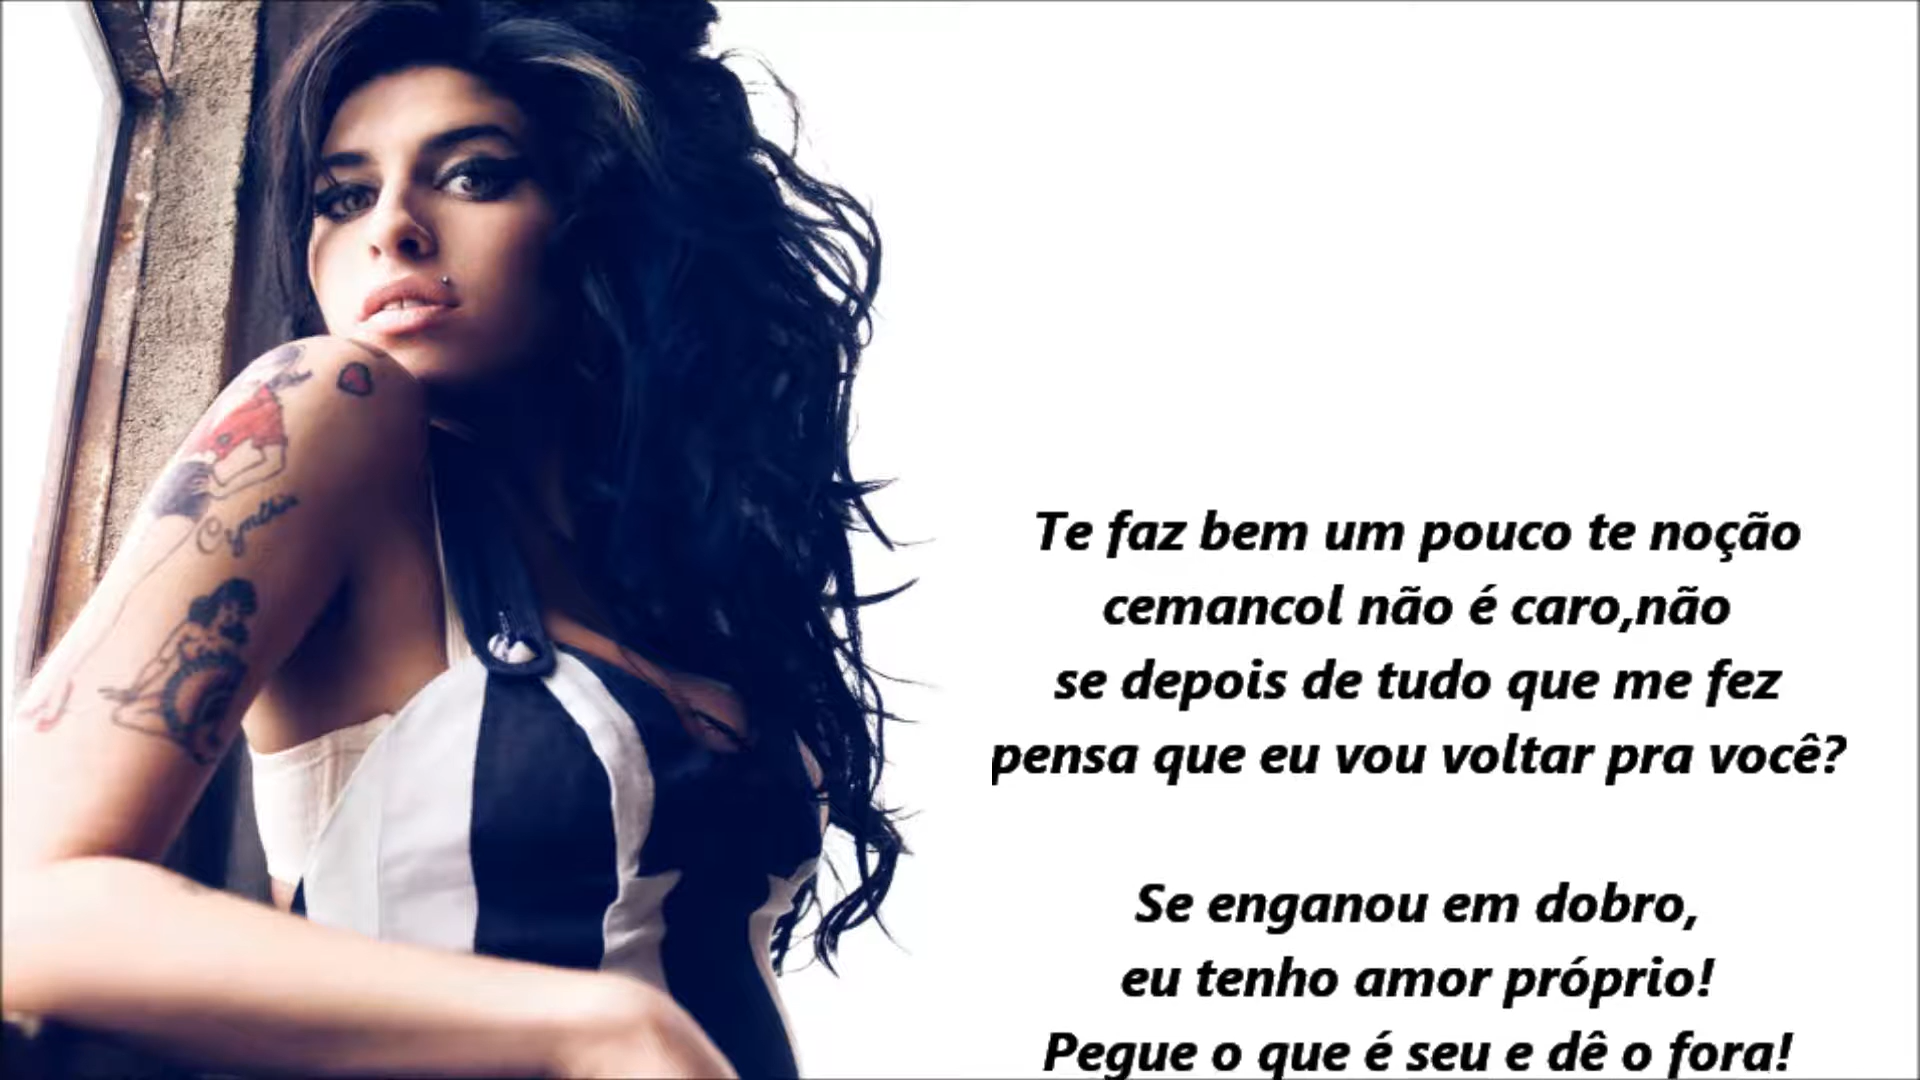 Cynthia
Te faz bem um pouco te noção
cemancol não é caro,não
se depois de tudo que me fez
pensa que eu vou voltar pra você?
Se enganou em dobro,
eu tenho amor próprio!
Pegue o que é seu e dê o fora!